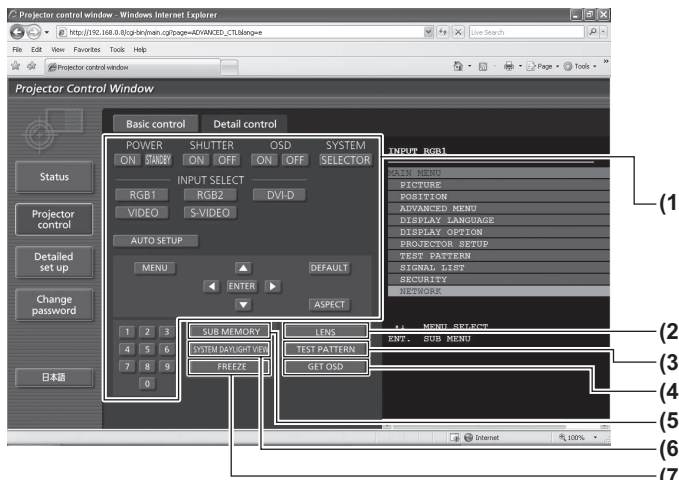 Projector control window - Windows Internet Explorer
http://192.168.0.8/cgi-bin/main.cgi?page=ADVANCED_CTL&lang=e
Live Search
File Edit View Favorites Tools Help
Projector control window
Page Tools
Projector Control Window
Basic control Detail control
POWER SHUTTER OSD SYSTEM
ON STANDBY ON OFF ON OFF SELECTOR
INPUT SELECT
RGB1 RGB2 DVI-D
VIDEO S-VIDEO
AUTO SETUP
MENU DEFAULT
ENTER
ASPECT
1 2 3 SUB MEMORY LENS
4 5 6 SYSTEM DAYLIGHT VIEW TEST PATTERN
7 8 9 FREEZE GET OSD
0
Status
Projector control
Detailed set up
Change password
日本語
INPUT RGB1
MAIN MENU
PICTURE
POSITION
ADVANCED MENU
DISPLAY LANGUAGE
DISPLAY OPTION
PROJECTOR SETUP
TEST PATTERN
SIGNAL LIST
SECURITY
NETWORK
MENU SELECT
ENT. SUB MENU
Internet 100%
(1)
(2)
(3)
(4)
(5)
(6)
(7)